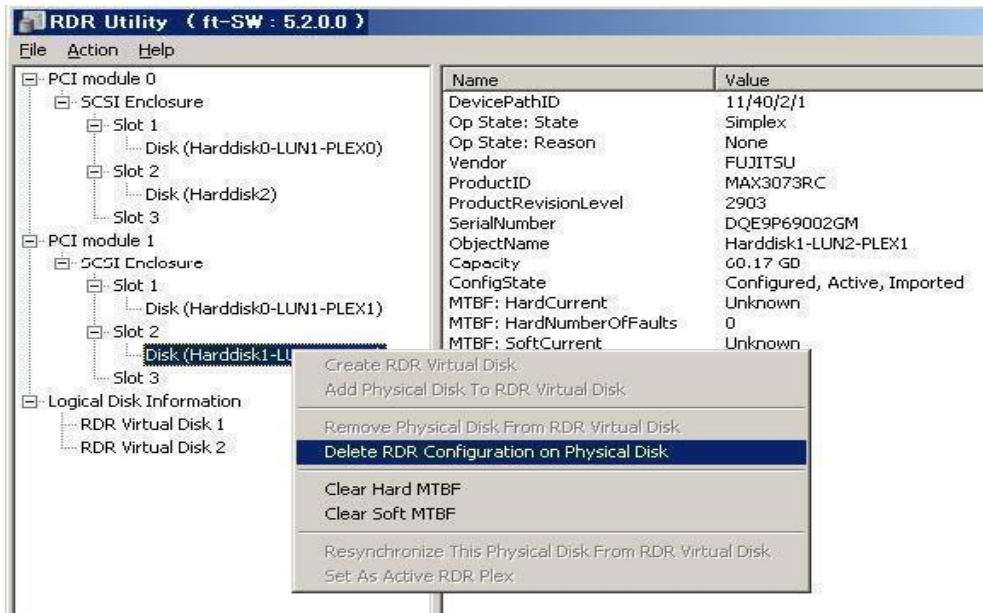 RDR Utility ( ft-SW : 5.2.0.0 )
File Action Help
PCI module 0
SCSI Enclosure
Slot 1
Disk (Harddisk0-LUN1-PLEX0)
Slot 2
Disk (Harddisk2)
Slot 3
PCI module 1
SCSI Enclosure
Slot 1
Disk (Harddisk0-LUN1-PLEX1)
Slot 2
Disk (Harddisk1-LU
Slot 3
Logical Disk Information
RDR Virtual Disk 1
RDR Virtual Disk 2
Name Value
DevicePathID 11/40/2/1
Op State: State Simplex
Op State: Reason None
Vendor FUJITSU
ProductID MAX3073RC
ProductRevisionLevel 2903
SerialNumber DQE9P69002GM
ObjectName Harddisk1-LUN2-PLEX1
Capacity 60.17 GD
ConfigState Configured, Active, Imported
MTBF: HardCurrent Unknown
MTBF: HardNumberOfFaults 0
MTBF: SoftCurrent Unknown
Create RDR Virtual Disk
Add Physical Disk To RDR Virtual Disk
Remove Physical Disk From RDR Virtual Disk
Delete RDR Configuration on Physical Disk
Clear Hard MTBF
Clear Soft MTBF
Resynchronize This Physical Disk From RDR Virtual Disk
Set As Active RDR Plex